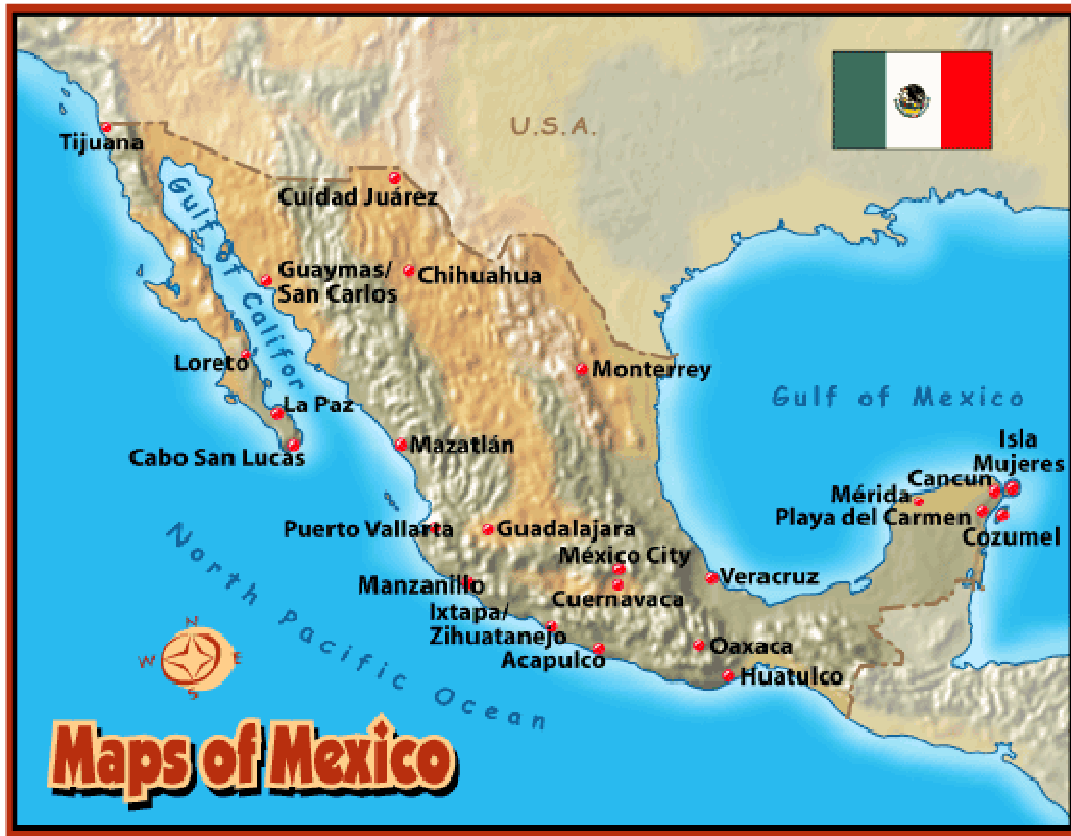 U.S.A.
Tijuana
Cuidad Juárez
Gulf Of Californ
Guaymas/
San Carlos
Chihuahua
Loreto
Monterrey
La Paz
Gulf of Mexico
Cabo San Lucas
Mazatlán
Isla
Mujeres
Cancun
Mérida
Playa del Carmen
Cozumel
Puerto Vallarta
Guadalajara
México City
Veracruz
Manzanillo
Cuernavaca
Ixtapa/
Zihuatanejo
Acapulco
Oaxaca
Huatulco
North Pacific Ocean
N
W
E
S
Maps of Mexico